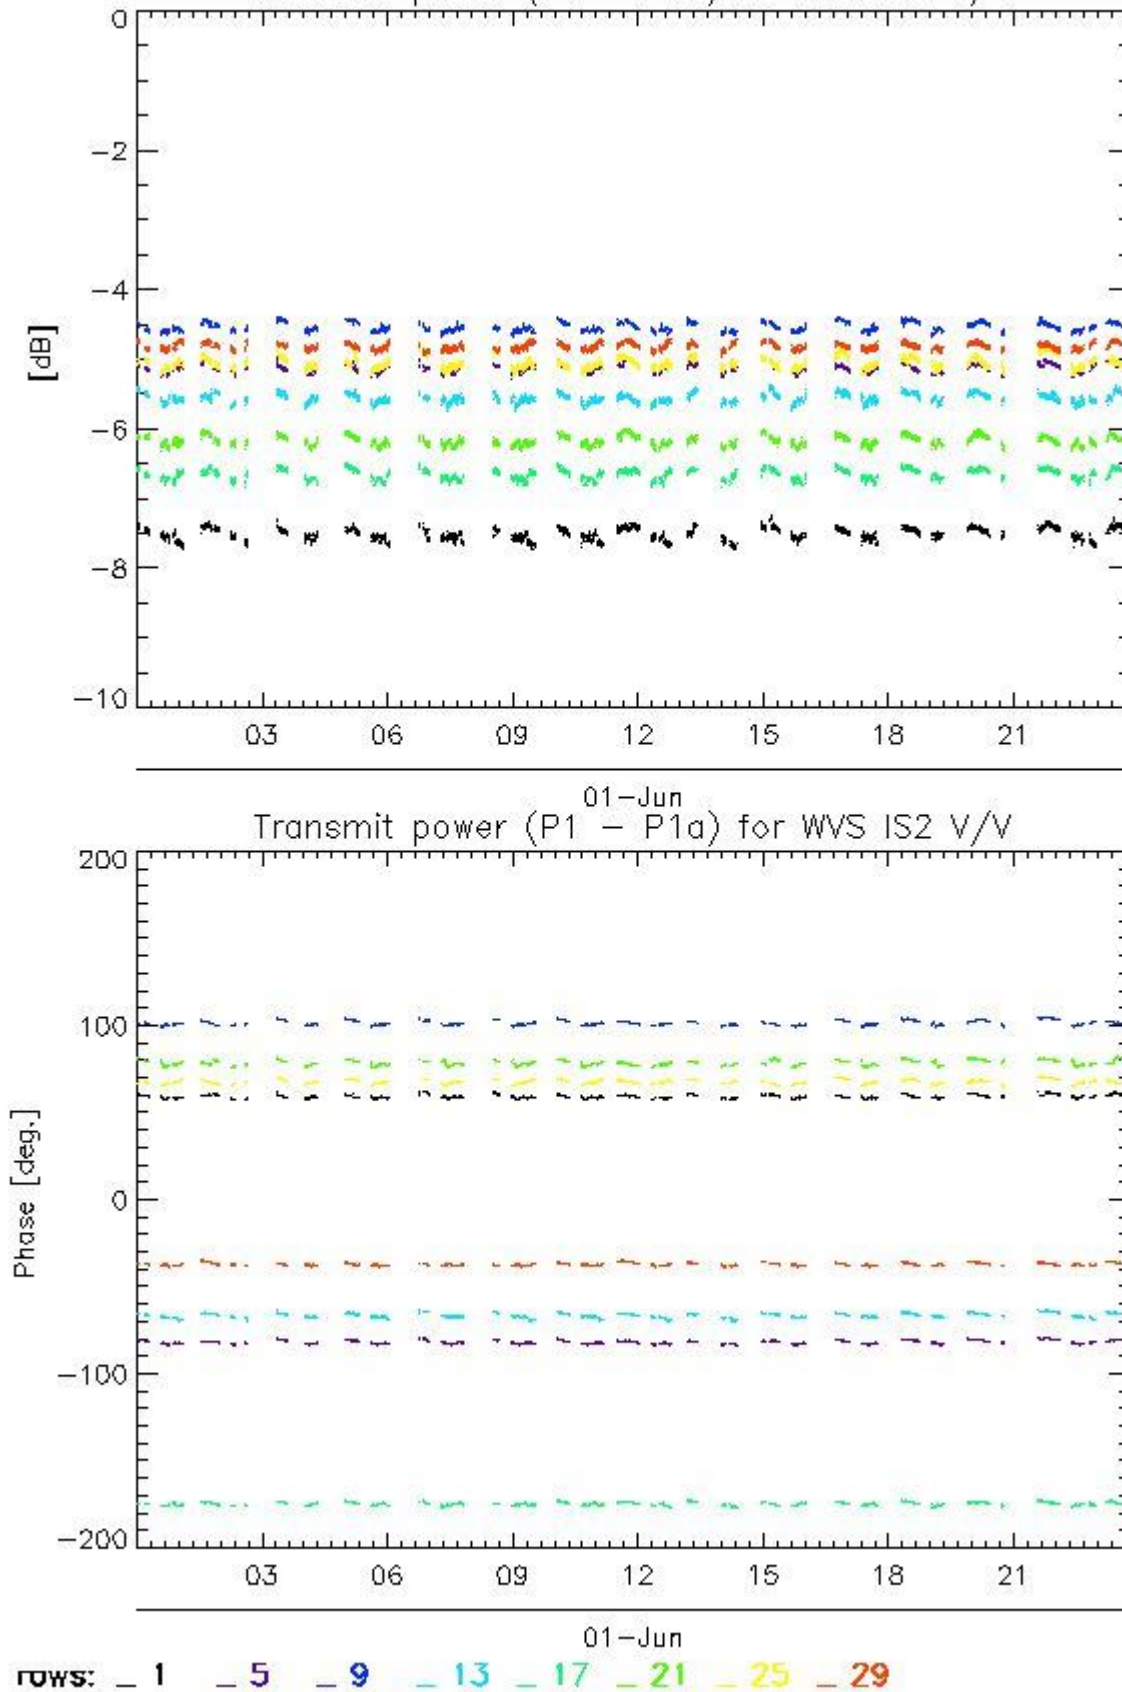 0
-2
-4
-6
-8
-10
[dB]
03 06 09 12 15 18 21
01-Jun
Transmit power (P1 - P1a) for WVS IS2 V/V
200
100
0
-100
-200
Phase [deg.]
03 06 09 12 15 18 21
01-Jun
rows: _ 1 _ 5 _ 9 _ 13 _ 17 _ 21 _ 25 _ 29